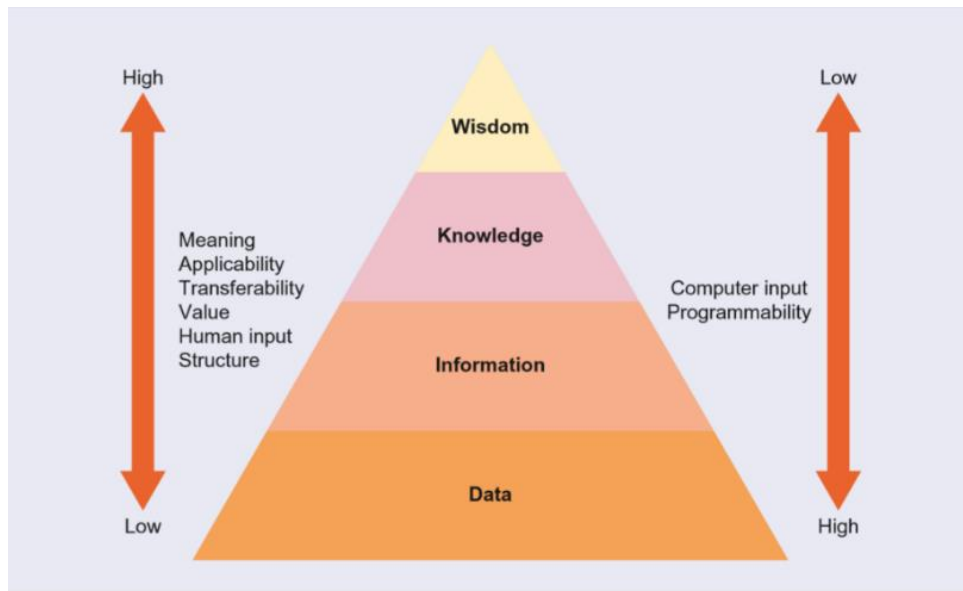 High
Low
Wisdom
Knowledge
Meaning
Applicability
Transferability
Value
Human input
Structure
Computer input
Programmability
Information
Data
Low
High